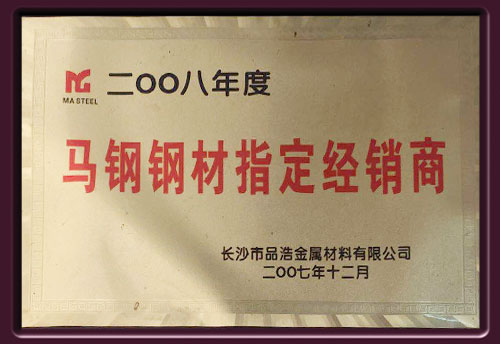 MA STEEL
二OO八年度
马钢钢材指定经销商
长沙市品浩金属材料有限公司
二OO七年十二月